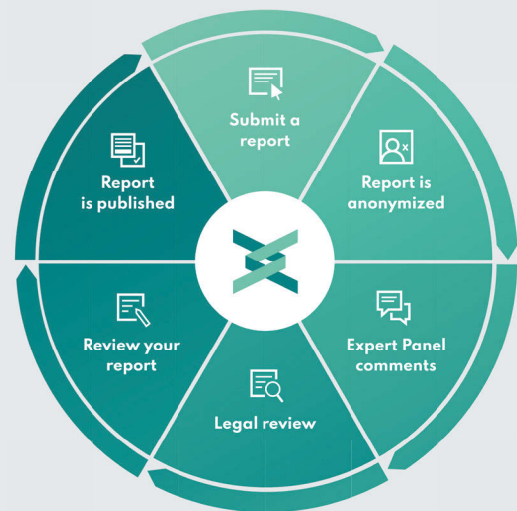 Submit a
report
Report is
anonymized
Expert Panel
comments
Legal review
Review your
report
Report
is published